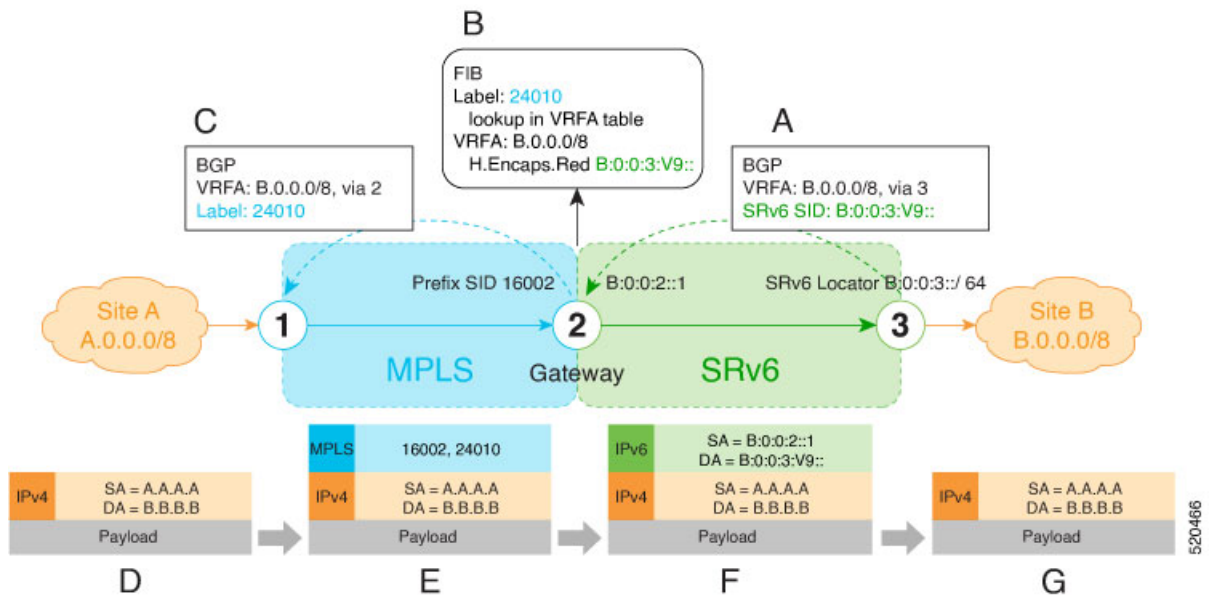 B
FIB
Label: 24010
lookup in VRFA table
VRFA: B.0.0.0/8
H.Encaps.Red B:0:0:3:V9::
C
BGP
VRFA: B.0.0.0/8, via 2
Label: 24010
A
BGP
VRFA: B.0.0.0/8, via 3
SRv6 SID: B:0:0:3:V9::
Prefix SID 16002
B:0:0:2::1
SRv6 Locator B:0:0:3::/ 64
Site A
A.0.0.0/8
1
2
3
Site B
B.0.0.0/8
MPLS
Gateway
SRv6
IPv4
SA = A.A.A.A
DA = B.B.B.B
Payload
D
MPLS
16002, 24010
IPv4
SA = A.A.A.A
DA = B.B.B.B
Payload
E
IPv6
SA = B:0:0:2::1
DA = B:0:0:3:V9::
IPv4
SA = A.A.A.A
DA = B.B.B.B
Payload
F
IPv4
SA = A.A.A.A
DA = B.B.B.B
Payload
G
520466